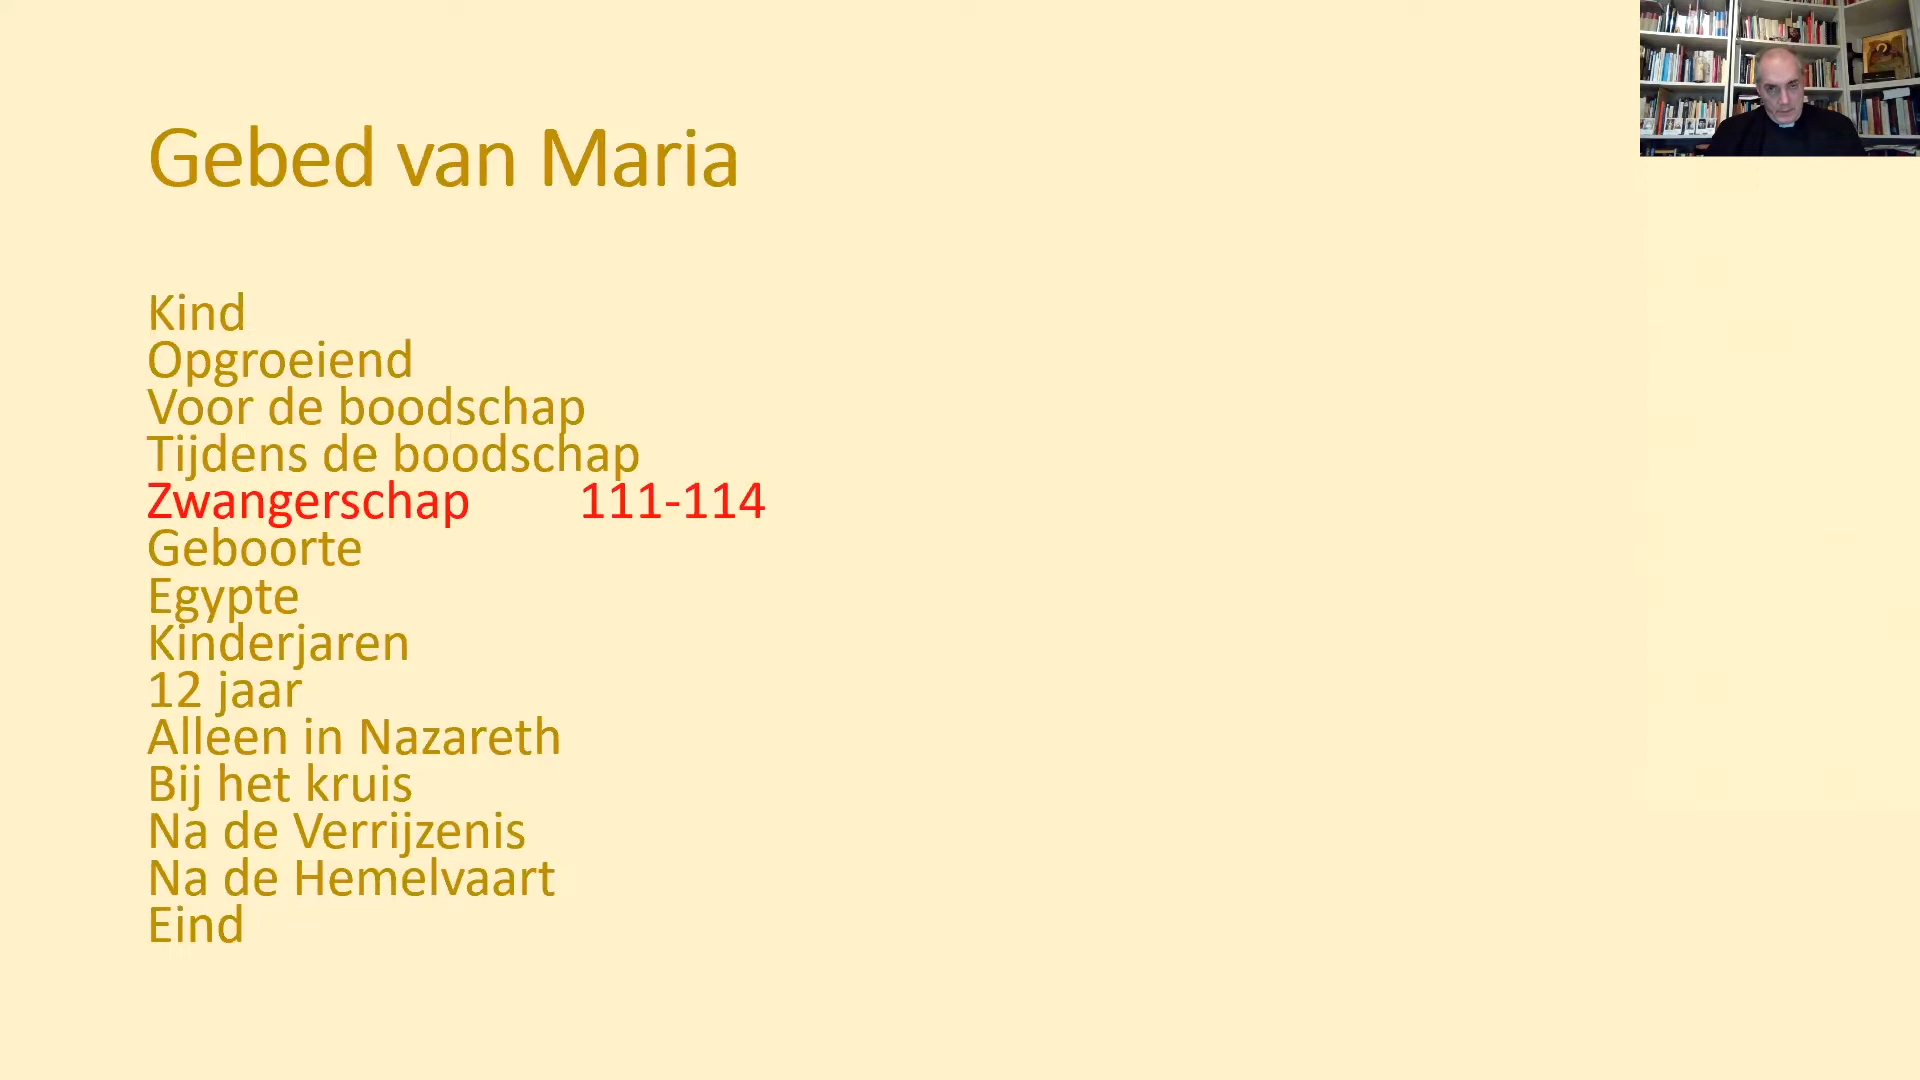 Gebed van Maria
Kind
Opgroeiend
Voor de boodschap
Tijdens de boodschap
Zwangerschap 111-114
Geboorte
Egypte
Kinderjaren
12 jaar
Alleen in Nazareth
Bij het kruis
Na de Verrijzenis
Na de Hemelvaart
Eind